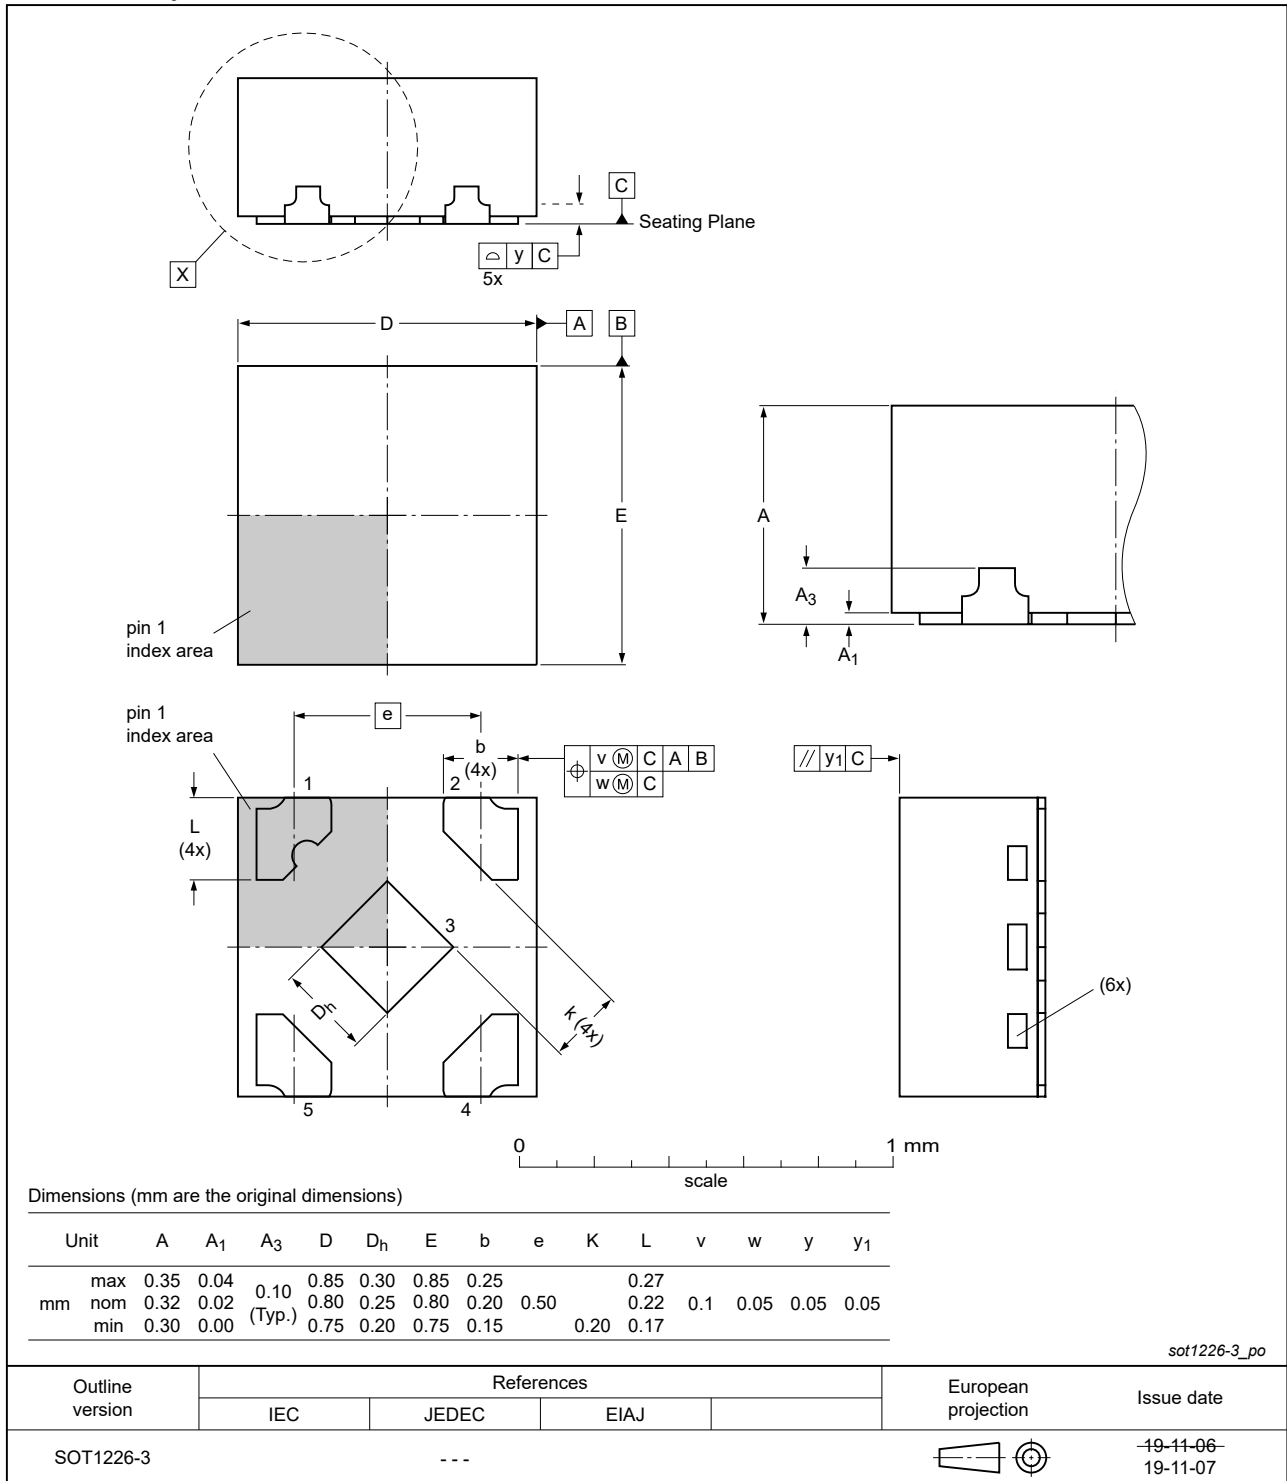 C
Seating Plane
y C
5x
X
D
A
B
E
pin 1
index area
A
A3
A1
pin 1
index area
e
b
(4x)
1
2
v Ⓜ C A B
w Ⓜ C
// y1 C
L
(4x)
3
Dh
k (4x)
(6x)
5
4
0 1 mm
scale
Dimensions (mm are the original dimensions)
Unit A A1 A3 D Dh E b e K L v w y y1
mm
max 0.35 0.04 0.85 0.30 0.85 0.25 0.27
nom 0.32 0.02 0.10 (Typ.) 0.80 0.25 0.80 0.20 0.50 0.22 0.1 0.05 0.05 0.05
min 0.30 0.00 0.75 0.20 0.75 0.15 0.20 0.17
sot1226-3_po
Outline
version
References
IEC JEDEC EIAJ
European
projection
Issue date
SOT1226-3
- - -
19-11-06
19-11-07